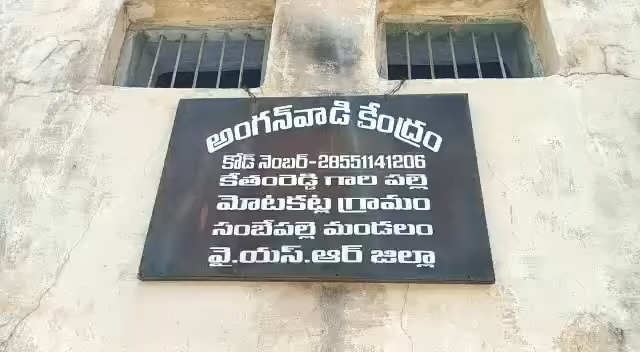 అంగన్‌వాడి కేంద్రం
కోడ్ నెంబర్-28551141206
కేతంరెడ్డి గారి పల్లి
మోటకట్ల గ్రామం
సంబేపల్లె మండలం
వై.యస్.ఆర్ జిల్లా